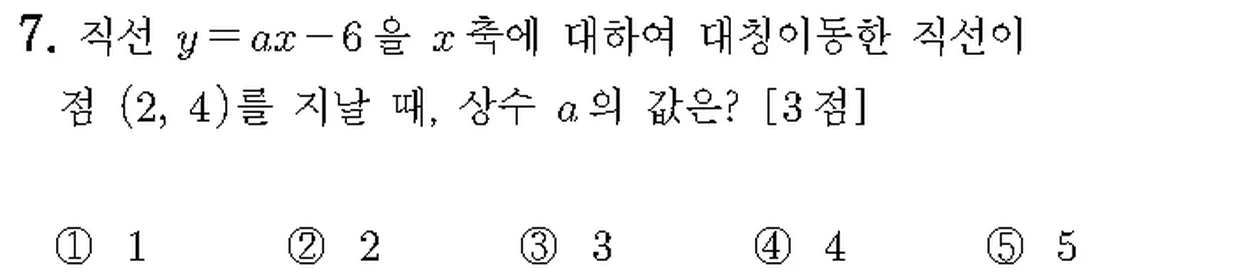 7. 직선 y=ax-6을 x축에 대하여 대칭이동한 직선이
점 (2, 4)를 지날 때, 상수 a의 값은? [3점]
① 1 ② 2 ③ 3 ④ 4 ⑤ 5